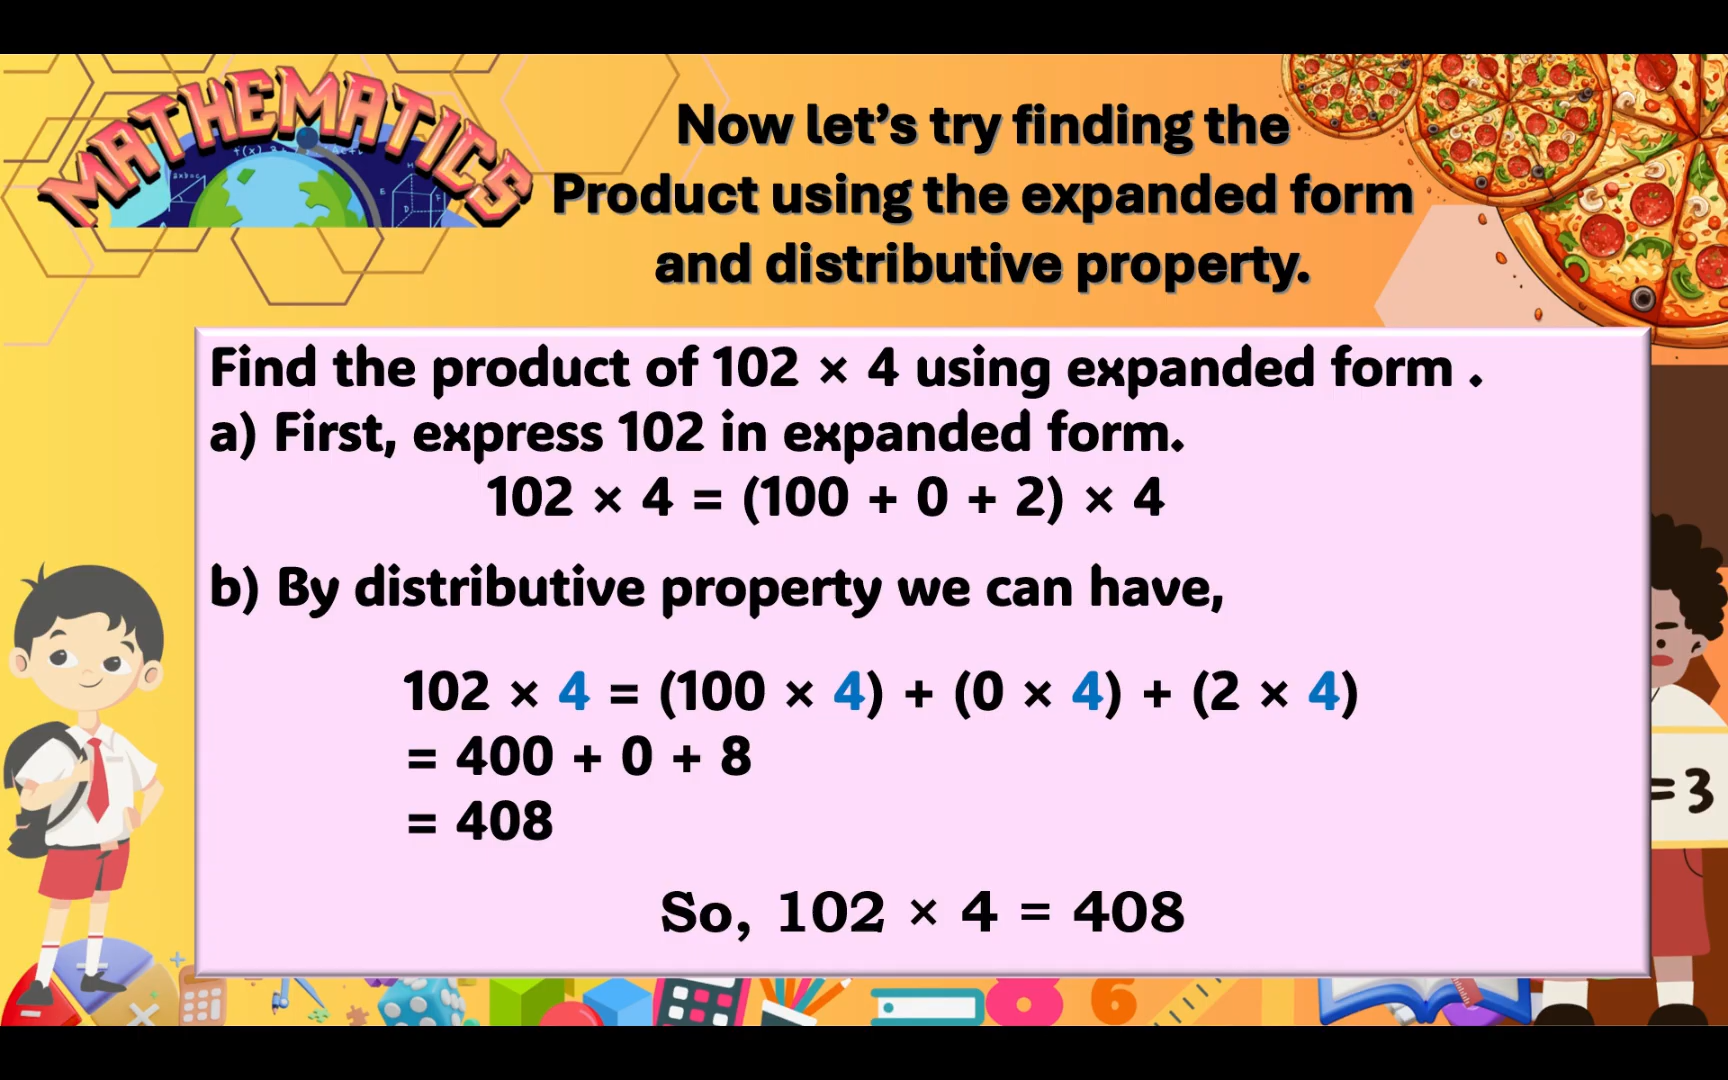 MATHEMATICS
Now let's try finding the
Product using the expanded form
and distributive property.
Find the product of 102 × 4 using expanded form .
a) First, express 102 in expanded form.
102 × 4 = (100 + 0 + 2) × 4
b) By distributive property we can have,
102 × 4 = (100 × 4) + (0 × 4) + (2 × 4)
= 400 + 0 + 8
= 408
So, 102 × 4 = 408
=3
8
6